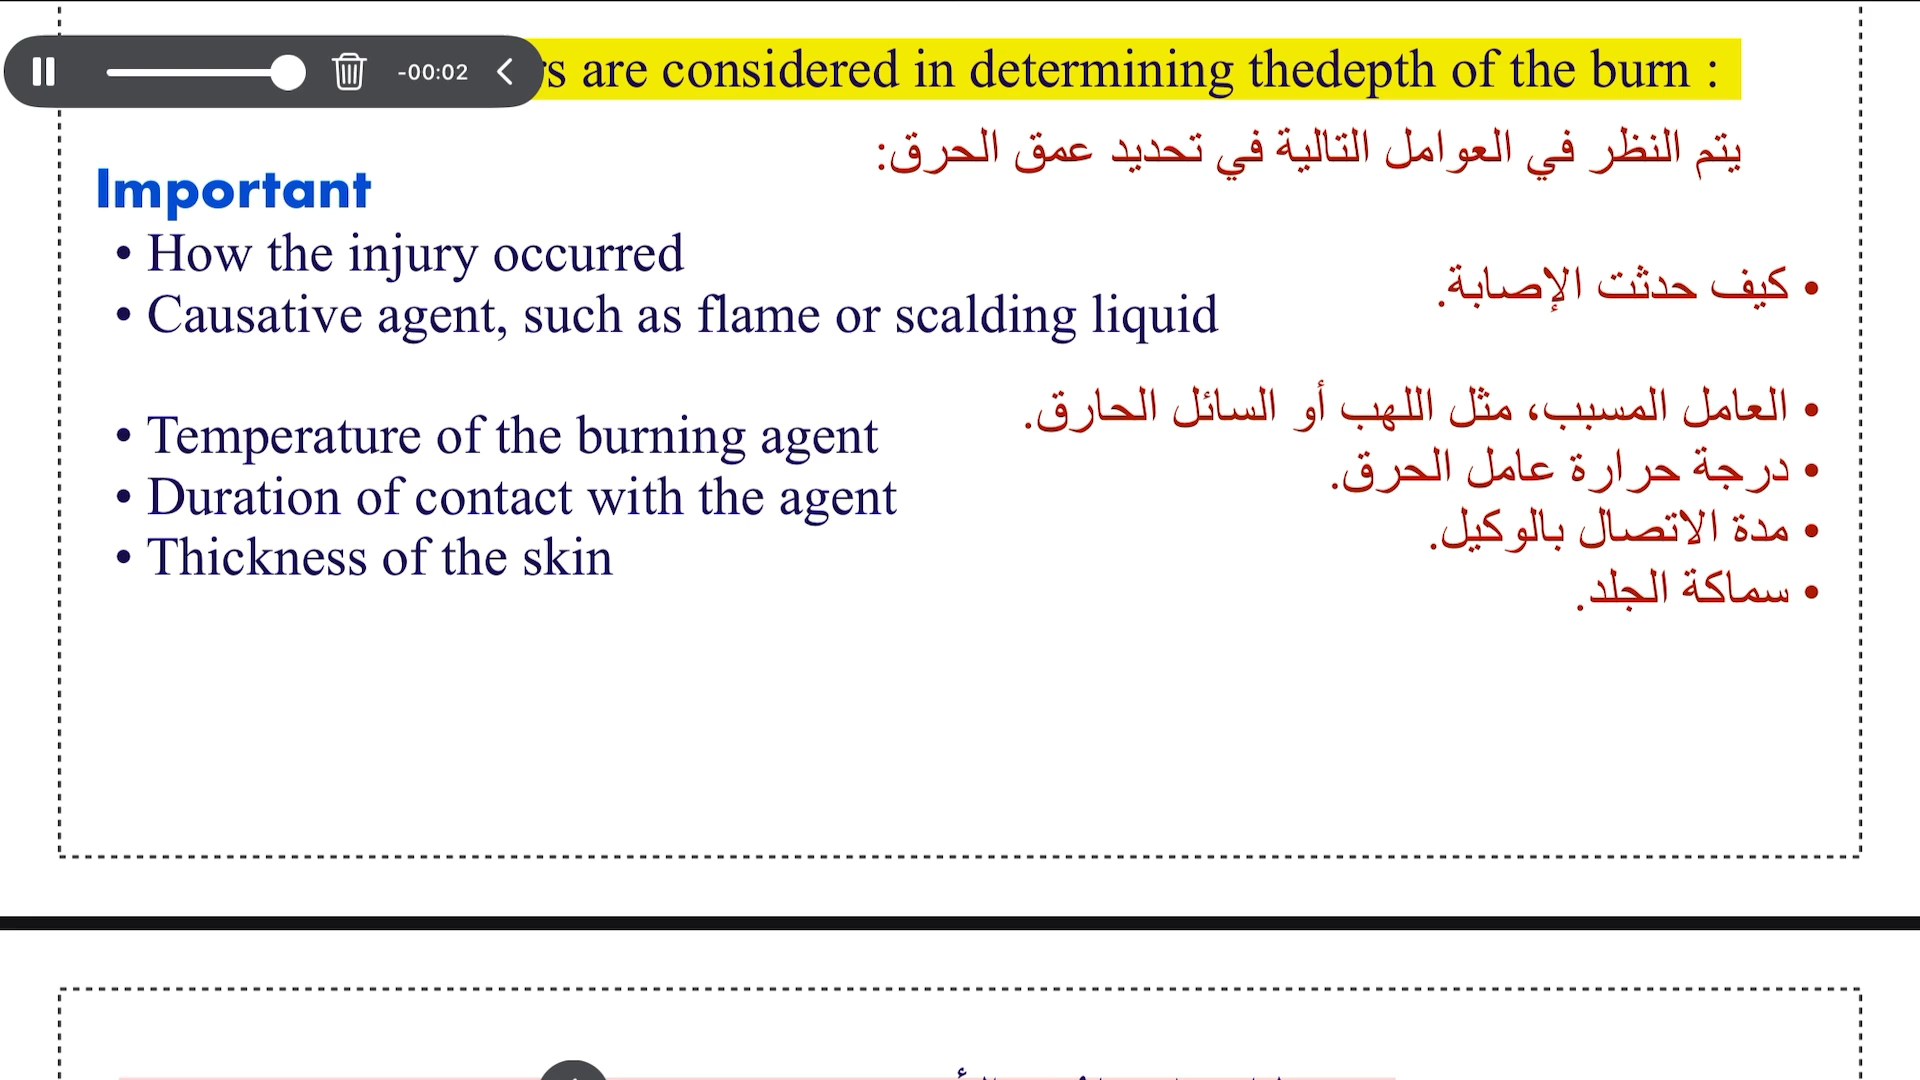 -00:02
are considered in determining thedepth of the burn :
يتم النظر في العوامل التالية في تحديد عمق الحرق:
Important
• How the injury occurred
• كيف حدثت الإصابة.
• Causative agent, such as flame or scalding liquid
• العامل المسبب، مثل اللهب أو السائل الحارق.
• Temperature of the burning agent
• درجة حرارة عامل الحرق.
• Duration of contact with the agent
• مدة الاتصال بالوكيل.
• Thickness of the skin
• سماكة الجلد.